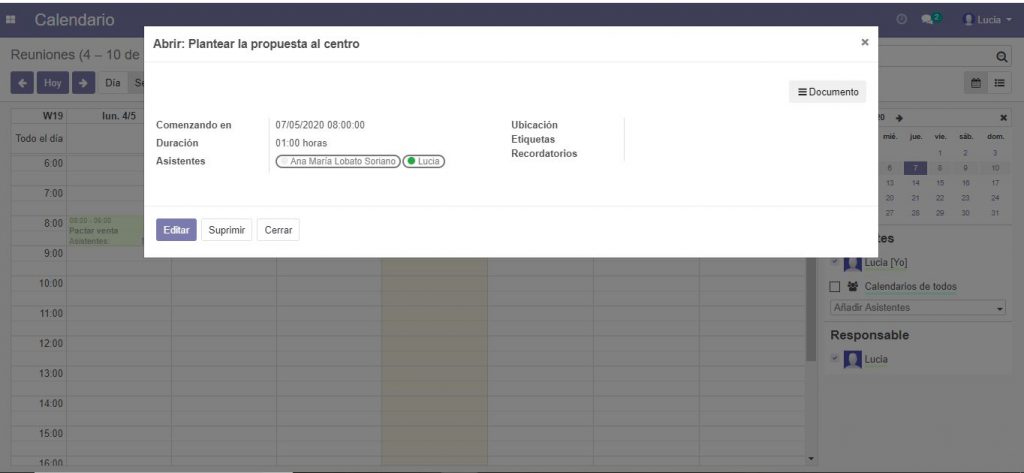 Calendario
2
Lucia
Abrir: Plantear la propuesta al centro
×
Reuniones (4 – 10 de
Hoy
Día
Documento
W19
lun. 4/5
Todo el día
Comenzando en
07/05/2020 08:00:00
Duración
01:00 horas
Asistentes
Ana María Lobato Soriano
Lucia
Ubicación
Etiquetas
Recordatorios
Editar
Suprimir
Cerrar
6:00
7:00
8:00
08:00 - 09:00
Pactar venta
Asistentes:
9:00
10:00
11:00
12:00
13:00
14:00
15:00
16:00
mié. jue. vie. sáb. dom.
1 2 3
6 7 8 9 10
13 14 15 16 17
20 21 22 23 24
27 28 29 30 31
tes
Lucia [Yo]
Calendarios de todos
Añadir Asistentes
Responsable
Lucia